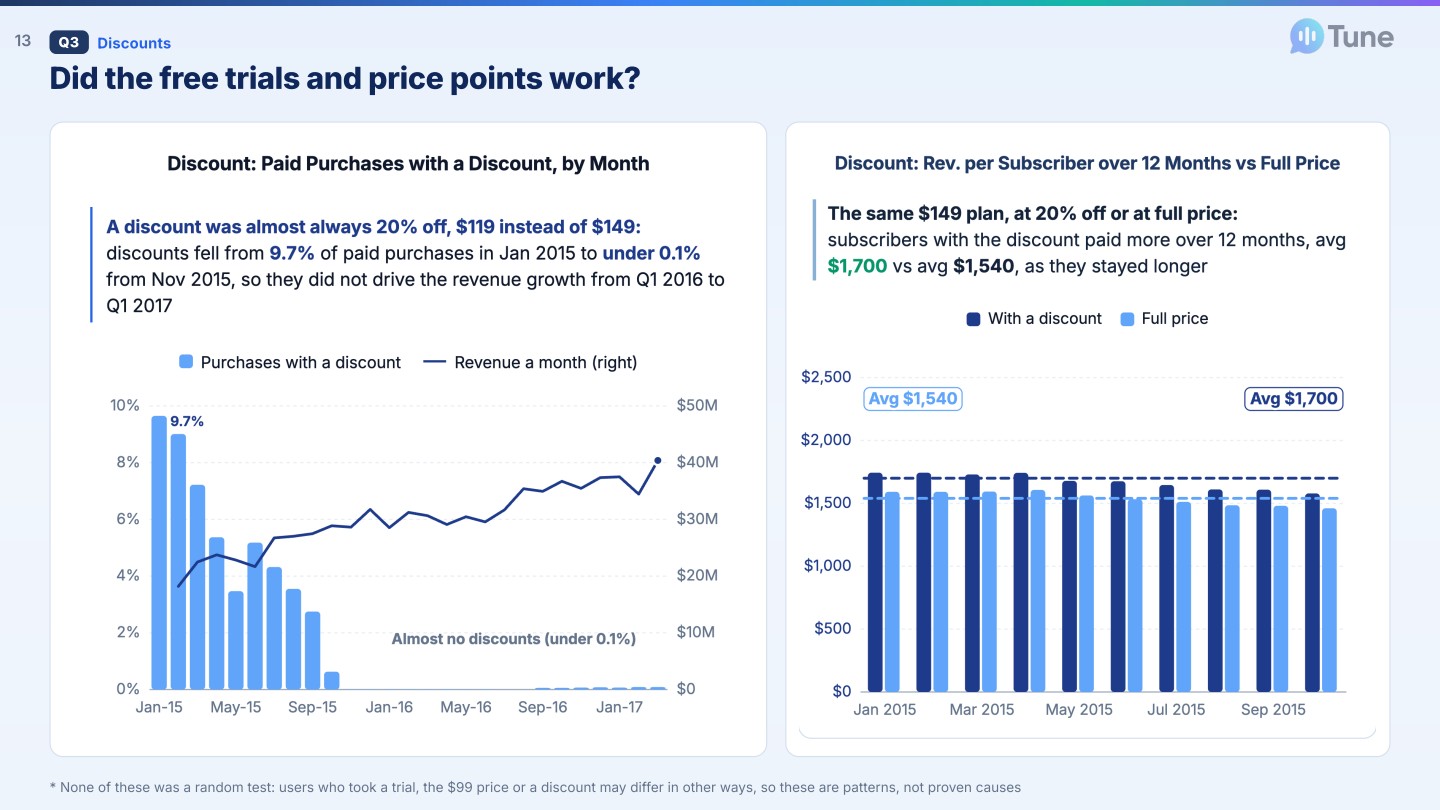 13
Q3 Discounts
Tune
Did the free trials and price points work?
Discount: Paid Purchases with a Discount, by Month
A discount was almost always 20% off, $119 instead of $149:
discounts fell from 9.7% of paid purchases in Jan 2015 to under 0.1%
from Nov 2015, so they did not drive the revenue growth from Q1 2016 to
Q1 2017
Purchases with a discount
Revenue a month (right)
10%
8%
6%
4%
2%
0%
9.7%
Almost no discounts (under 0.1%)
$50M
$40M
$30M
$20M
$10M
$0
Jan-15 May-15 Sep-15 Jan-16 May-16 Sep-16 Jan-17
Discount: Rev. per Subscriber over 12 Months vs Full Price
The same $149 plan, at 20% off or at full price:
subscribers with the discount paid more over 12 months, avg
$1,700 vs avg $1,540, as they stayed longer
With a discount
Full price
$2,500
$2,000
$1,500
$1,000
$500
$0
Avg $1,540
Avg $1,700
Jan 2015 Mar 2015 May 2015 Jul 2015 Sep 2015
* None of these was a random test: users who took a trial, the $99 price or a discount may differ in other ways, so these are patterns, not proven causes